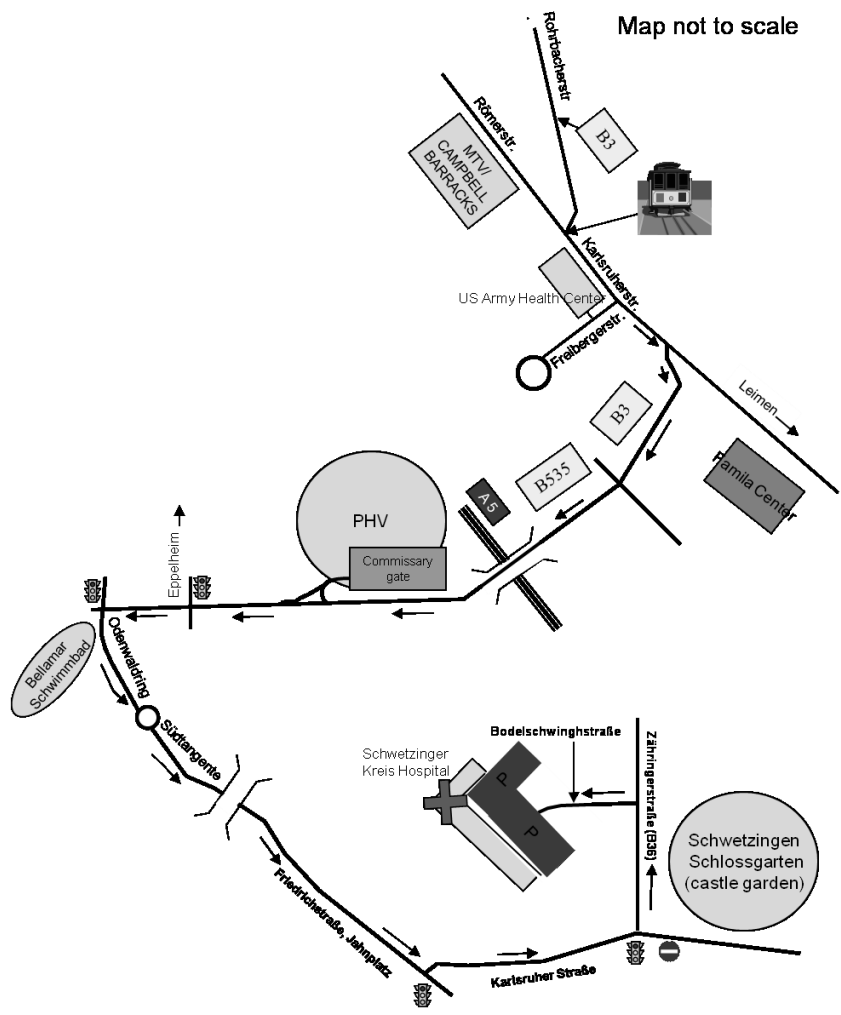 Map not to scale
Rohrbacherstr
Römerstr.
B3
MTV/
CAMPBELL
BARRACKS
Karlsruherstr.
US Army Health Center
Freibergerstr.
Leimen
B3
Famila Center
B535
A 5
PHV
Commissary
gate
Eppelheim
Odenwaldring
Bellamar
Schwimmbad
Südtangente
Bodelschwinghstraße
Zähringerstraße (B36)
Schwetzinger
Kreis Hospital
P
P
Schwetzingen
Schlossgarten
(castle garden)
Friedrichstraße, Jahnplatz
Karlsruher Straße